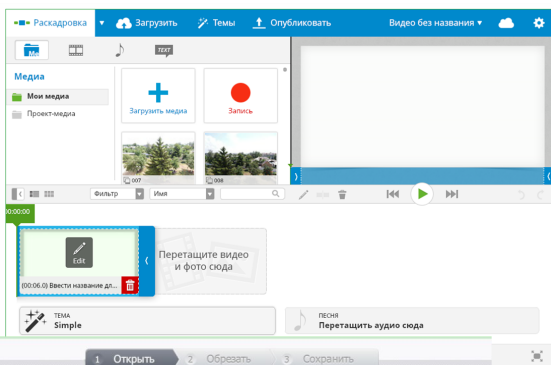 Раскадровка ▾ Загрузить Темы Опубликовать Видео без названия ▾
Me
TEXT
Медиа
Мои медиа
Проект-медиа
Загрузить медиа
Запись
007
008
Фильтр Имя
00:00:00
Edit
(00:06.0) Ввести название дл...
Перетащите видео
и фото сюда
ТЕМА
Simple
ПЕСНЯ
Перетащить аудио сюда
1 Открыть 2 Обрезать 3 Сохранить